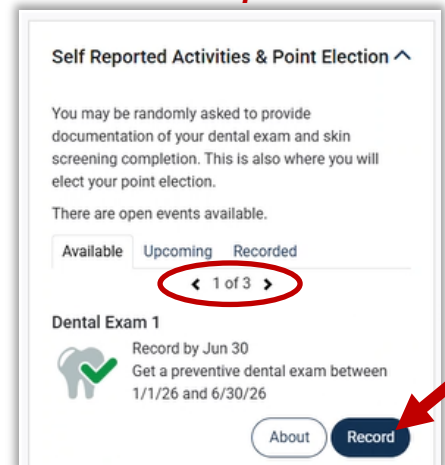 Self Reported Activities & Point Election
You may be randomly asked to provide
documentation of your dental exam and skin
screening completion. This is also where you will
elect your point election.
There are open events available.
Available Upcoming Recorded
1 of 3
Dental Exam 1
Record by Jun 30
Get a preventive dental exam between
1/1/26 and 6/30/26
About Record